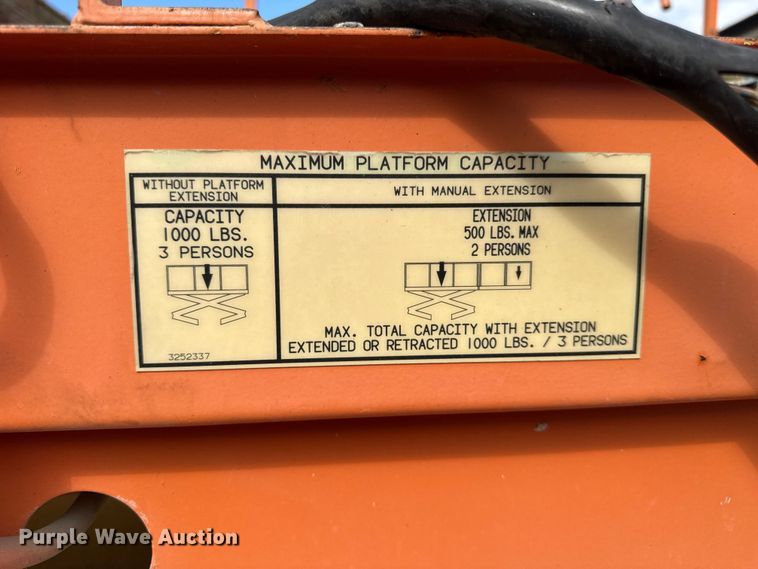 MAXIMUM PLATFORM CAPACITY
WITHOUT PLATFORM
EXTENSION
CAPACITY
1000 LBS.
3 PERSONS
3252337
WITH MANUAL EXTENSION
EXTENSION
500 LBS. MAX
2 PERSONS
MAX. TOTAL CAPACITY WITH EXTENSION
EXTENDED OR RETRACTED 1000 LBS. / 3 PERSONS
Purple Wave Auction